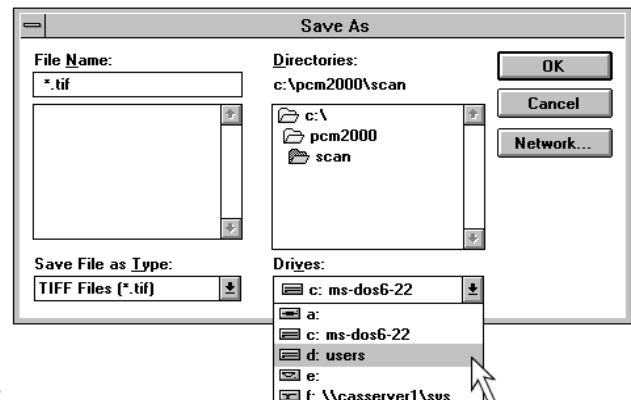 Save As
File Name:
*.tif
Directories:
c:\pcm2000\scan
c:\
pcm2000
scan
OK
Cancel
Network...
Save File as Type:
TIFF Files (*.tif)
Drives:
c: ms-dos6-22
a:
c: ms-dos6-22
d: users
e:
f: \\casserver1\sys